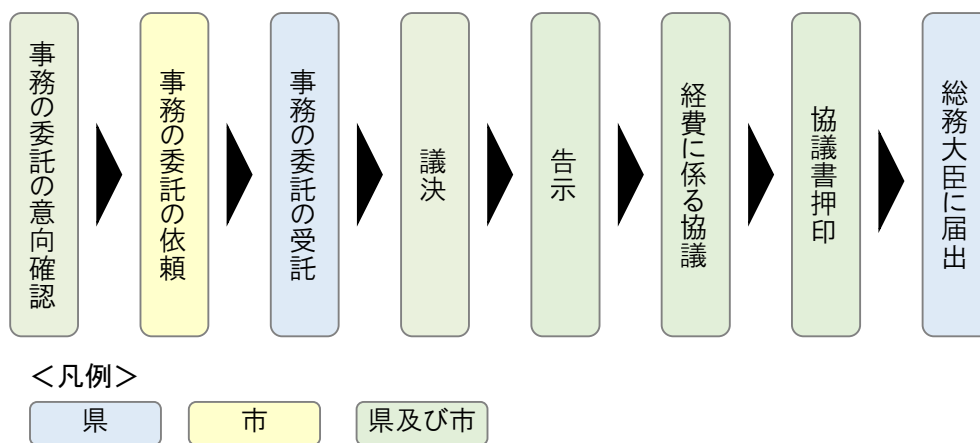 事務の委託の意向確認
事務の委託の依頼
事務の委託の受託
議決
告示
経費に係る協議
協議書押印
総務大臣に届出
＜凡例＞
県
市
県及び市